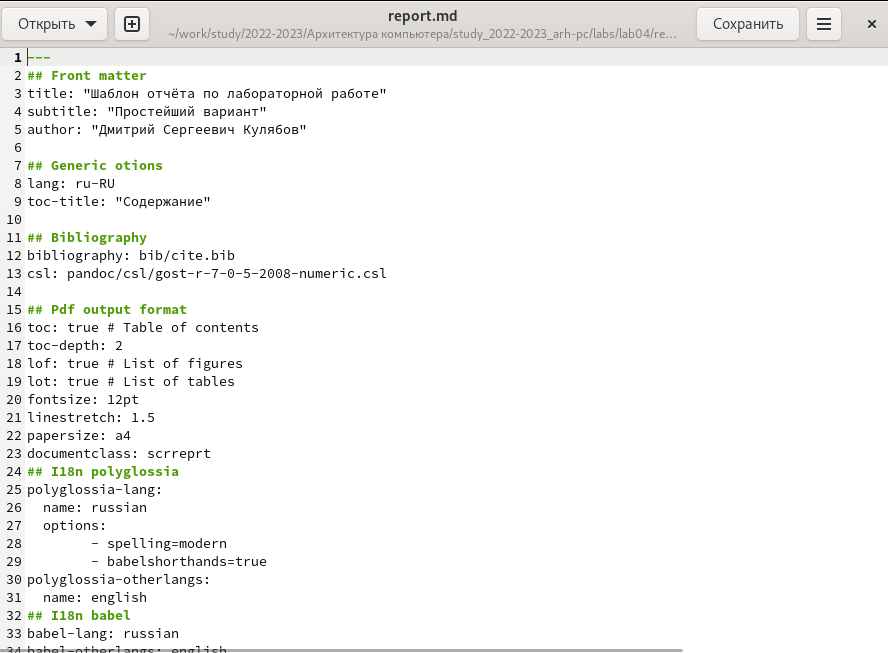 Открыть
report.md
~/work/study/2022-2023/Архитектура компьютера/study_2022-2023_arh-pc/labs/lab04/re...
Сохранить
1 ---
2 ## Front matter
3 title: "Шаблон отчёта по лабораторной работе"
4 subtitle: "Простейший вариант"
5 author: "Дмитрий Сергеевич Кулябов"
6
7 ## Generic otions
8 lang: ru-RU
9 toc-title: "Содержание"
10
11 ## Bibliography
12 bibliography: bib/cite.bib
13 csl: pandoc/csl/gost-r-7-0-5-2008-numeric.csl
14
15 ## Pdf output format
16 toc: true # Table of contents
17 toc-depth: 2
18 lof: true # List of figures
19 lot: true # List of tables
20 fontsize: 12pt
21 linestretch: 1.5
22 papersize: a4
23 documentclass: scrreprt
24 ## I18n polyglossia
25 polyglossia-lang:
26   name: russian
27   options:
28         - spelling=modern
29         - babelshorthands=true
30 polyglossia-otherlangs:
31   name: english
32 ## I18n babel
33 babel-lang: russian
34 babel-otherlangs: english